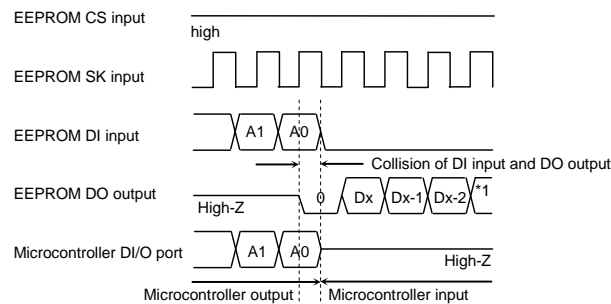 EEPROM CS input
high
EEPROM SK input
EEPROM DI input
A1 A0
Collision of DI input and DO output
EEPROM DO output
High-Z
0 Dx Dx-1 Dx-2 *1
Microcontroller DI/O port
A1 A0
High-Z
Microcontroller output Microcontroller input